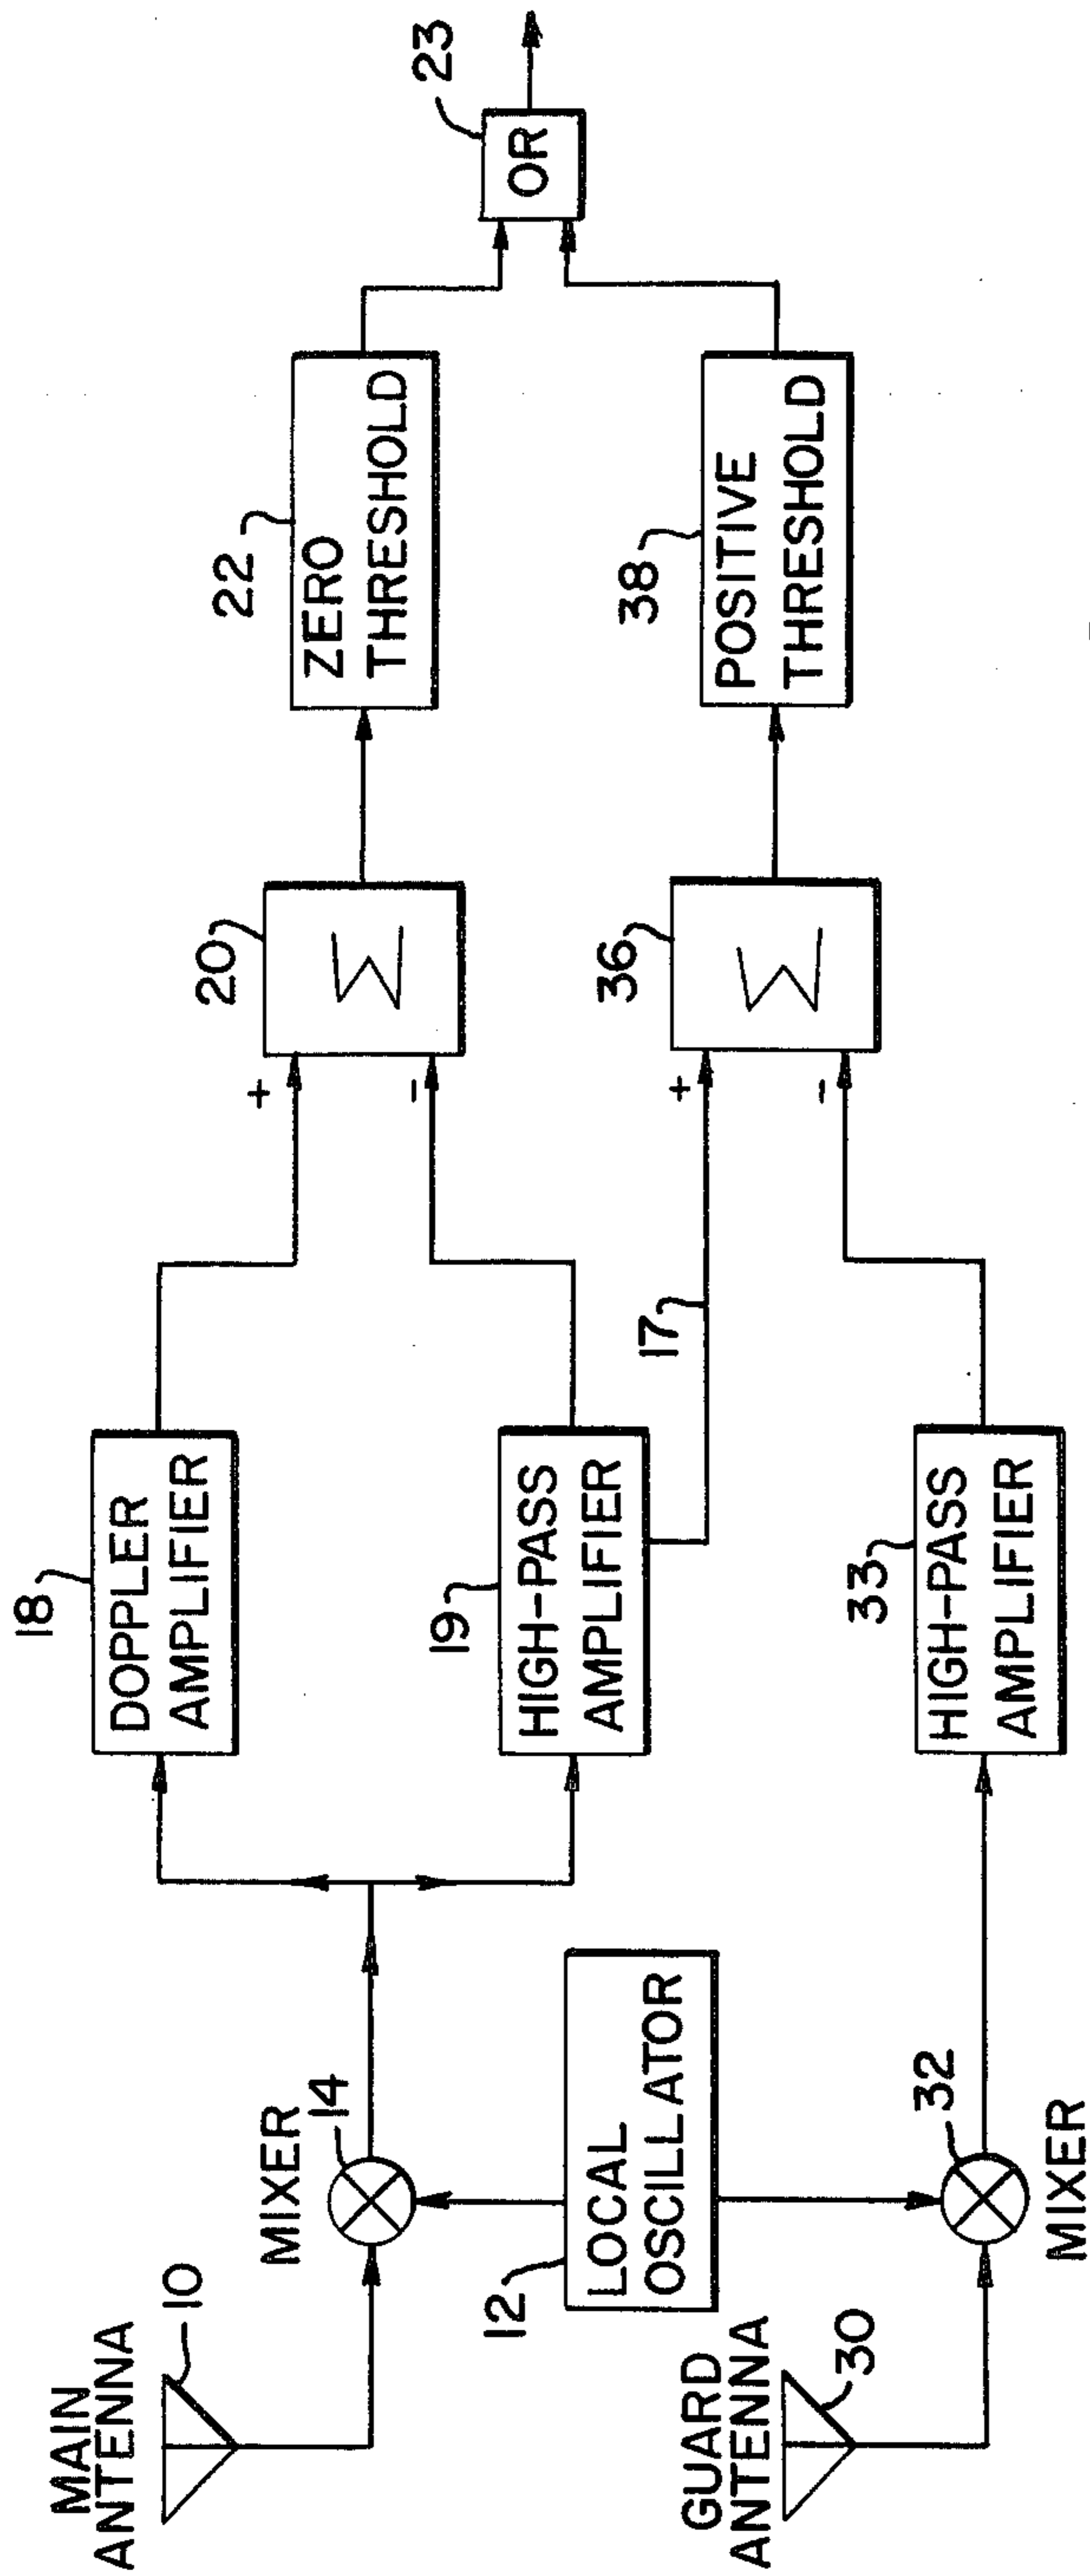 MAIN
ANTENNA
10
MIXER
14
LOCAL
OSCILLATOR
12
GUARD
ANTENNA
30
32
MIXER
18
DOPPLER
AMPLIFIER
19
HIGH-PASS
AMPLIFIER
33
HIGH-PASS
AMPLIFIER
17
+
-
20
Σ
+
-
36
Σ
22
ZERO
THRESHOLD
38
POSITIVE
THRESHOLD
23
OR